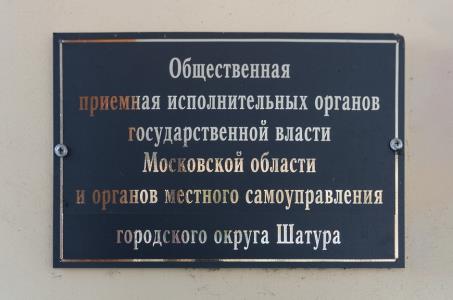 Общественная
приемная исполнительных органов
государственной власти
Московской области
и органов местного самоуправления
городского округа Шатура